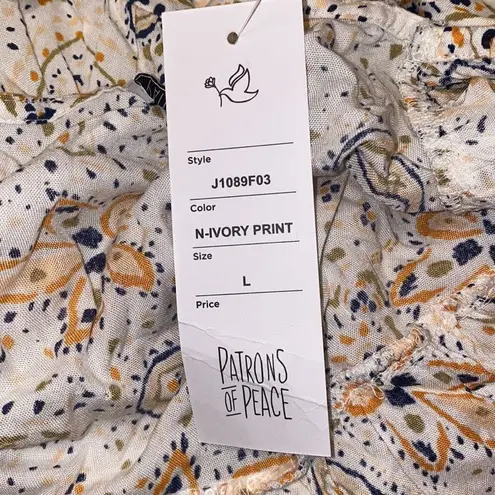 Style
J1089F03
Color
N-IVORY PRINT
Size
L
Price
PATRONS
OF PEACE